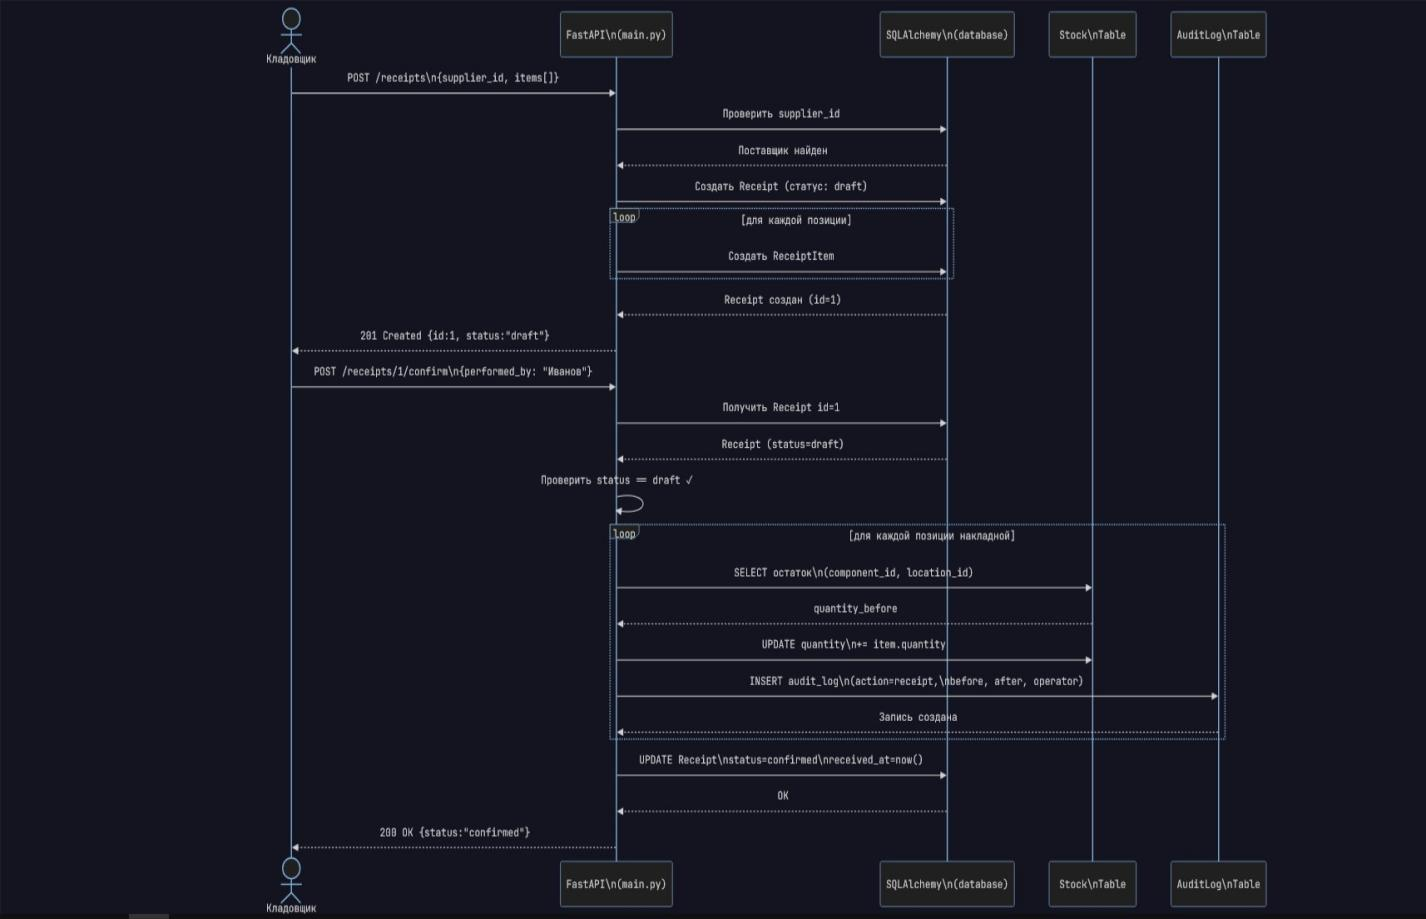 FastAPI\n(main.py)
SQLAlchemy\n(database)
Stock\nTable
AuditLog\nTable
Кладовщик
POST /receipts\n{supplier_id, items[]}
Проверить supplier_id
Поставщик найден
Создать Receipt (статус: draft)
loop
[для каждой позиции]
Создать ReceiptItem
Receipt создан (id=1)
201 Created {id:1, status:"draft"}
POST /receipts/1/confirm\n{performed_by: "Иванов"}
Получить Receipt id=1
Receipt (status=draft)
Проверить status == draft ✓
loop
[для каждой позиции накладной]
SELECT остаток\n(component_id, location_id)
quantity_before
UPDATE quantity\n+= item.quantity
INSERT audit_log\n(action=receipt,\nbefore, after, operator)
Запись создана
UPDATE Receipt\nstatus=confirmed\nreceived_at=now()
OK
200 OK {status:"confirmed"}
FastAPI\n(main.py)
SQLAlchemy\n(database)
Stock\nTable
AuditLog\nTable
Кладовщик